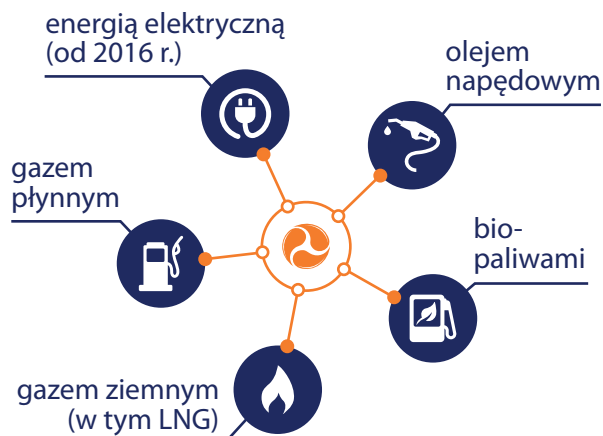 energią elektryczną
(od 2016 r.)
olejem
napędowym
gazem
płynnym
bio-
paliwami
gazem ziemnym
(w tym LNG)